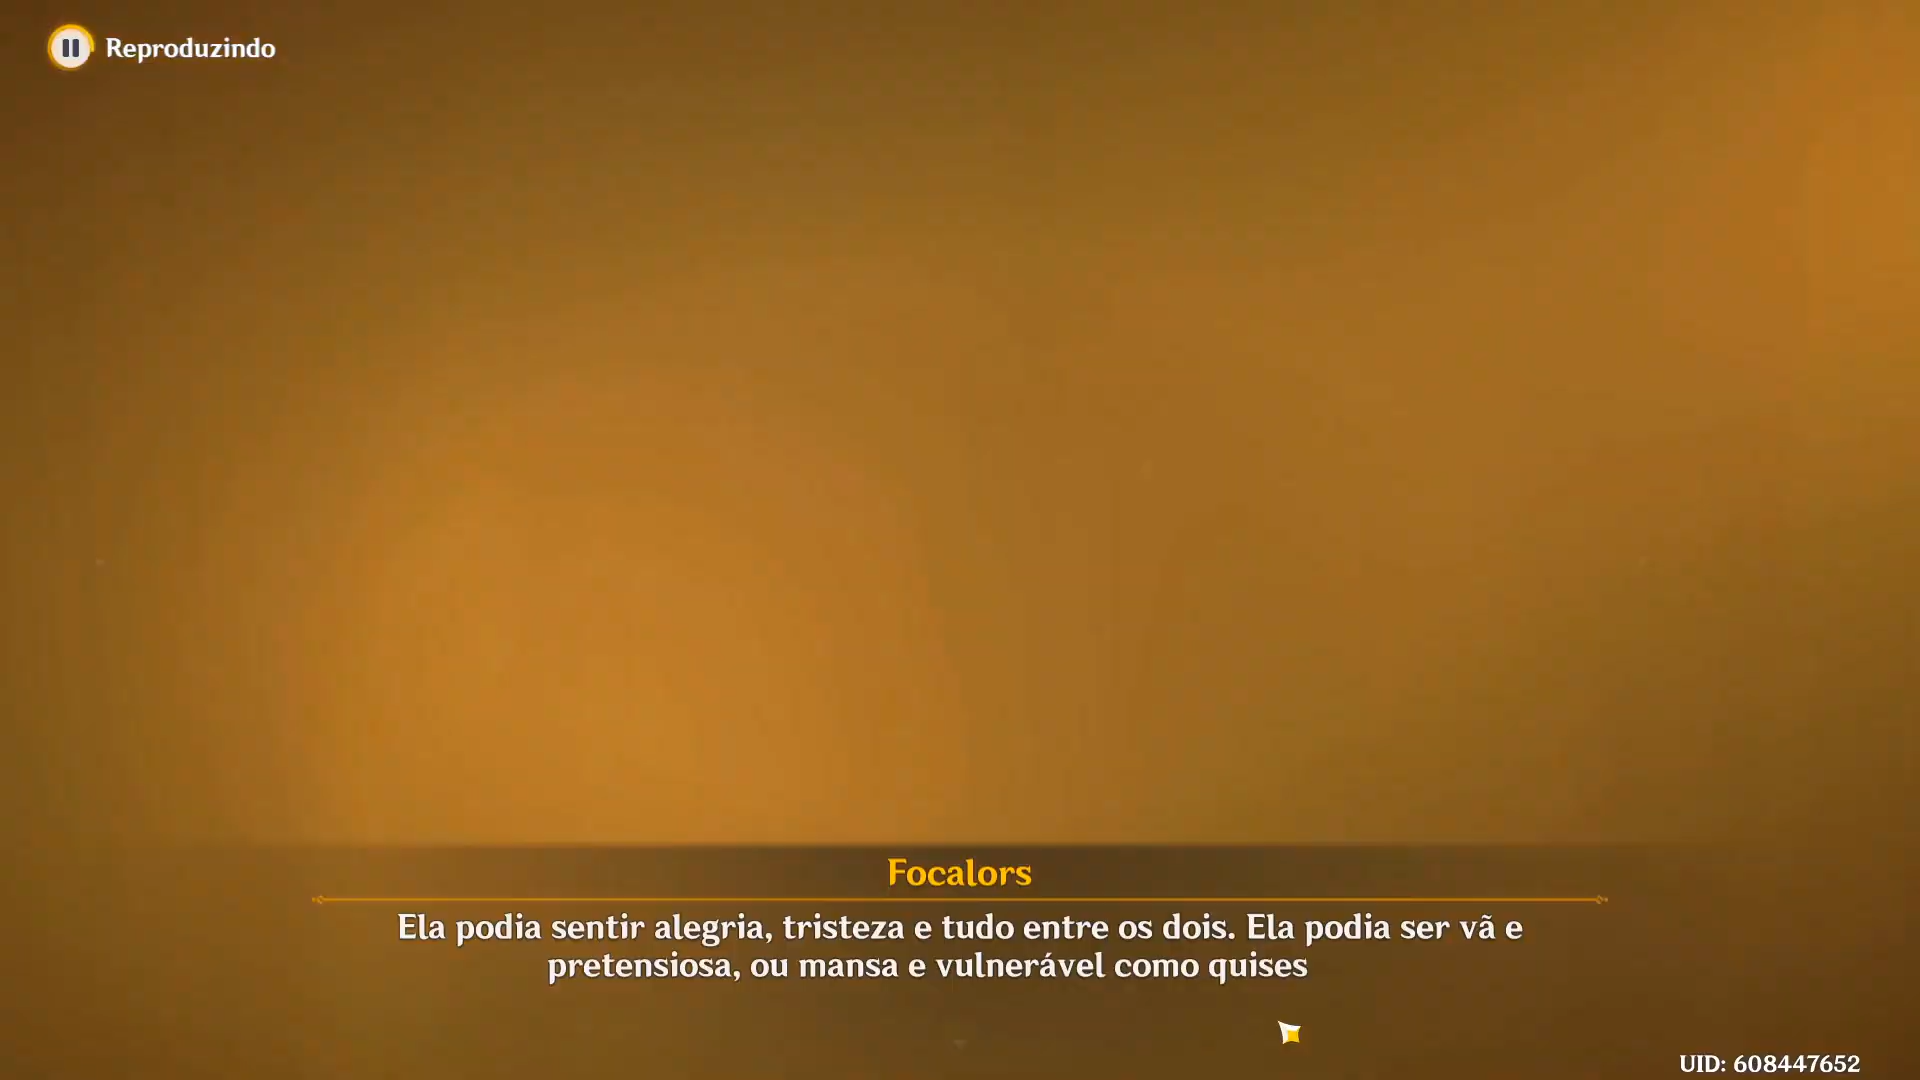 Reproduzindo
Focalors
Ela podia sentir alegria, tristeza e tudo entre os dois. Ela podia ser vã e
pretensiosa, ou mansa e vulnerável como quises
UID: 608447652